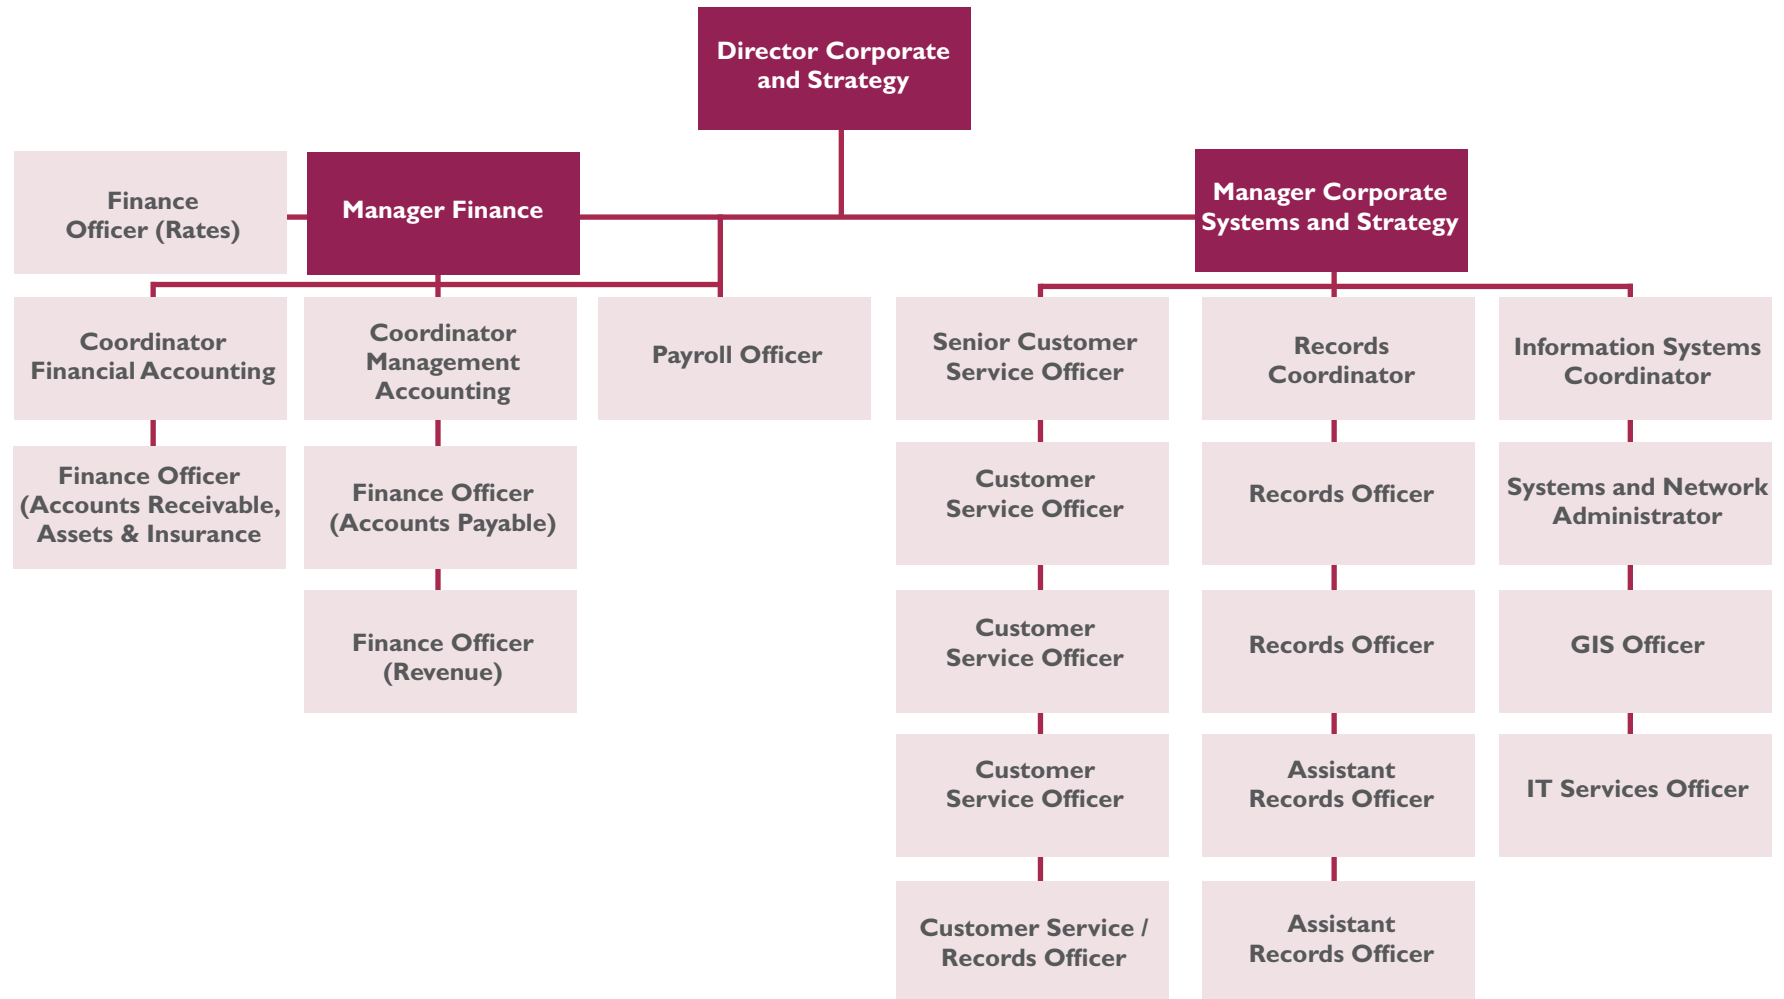 Director Corporate
and Strategy
Finance
Officer (Rates)
Manager Finance
Manager Corporate
Systems and Strategy
Coordinator
Financial Accounting
Coordinator
Management
Accounting
Payroll Officer
Senior Customer
Service Officer
Records
Coordinator
Information Systems
Coordinator
Finance Officer
(Accounts Receivable,
Assets & Insurance
Finance Officer
(Accounts Payable)
Customer
Service Officer
Records Officer
Systems and Network
Administrator
Finance Officer
(Revenue)
Customer
Service Officer
Records Officer
GIS Officer
Customer
Service Officer
Assistant
Records Officer
IT Services Officer
Customer Service /
Records Officer
Assistant
Records Officer